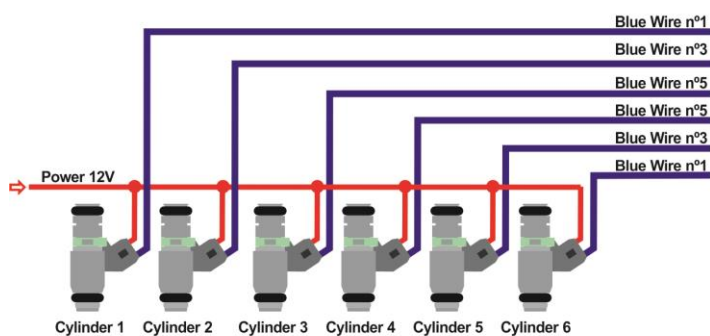 Blue Wire nº1
Blue Wire nº3
Blue Wire nº5
Blue Wire nº5
Blue Wire nº3
Blue Wire nº1
Power 12V
Cylinder 1 Cylinder 2 Cylinder 3 Cylinder 4 Cylinder 5 Cylinder 6